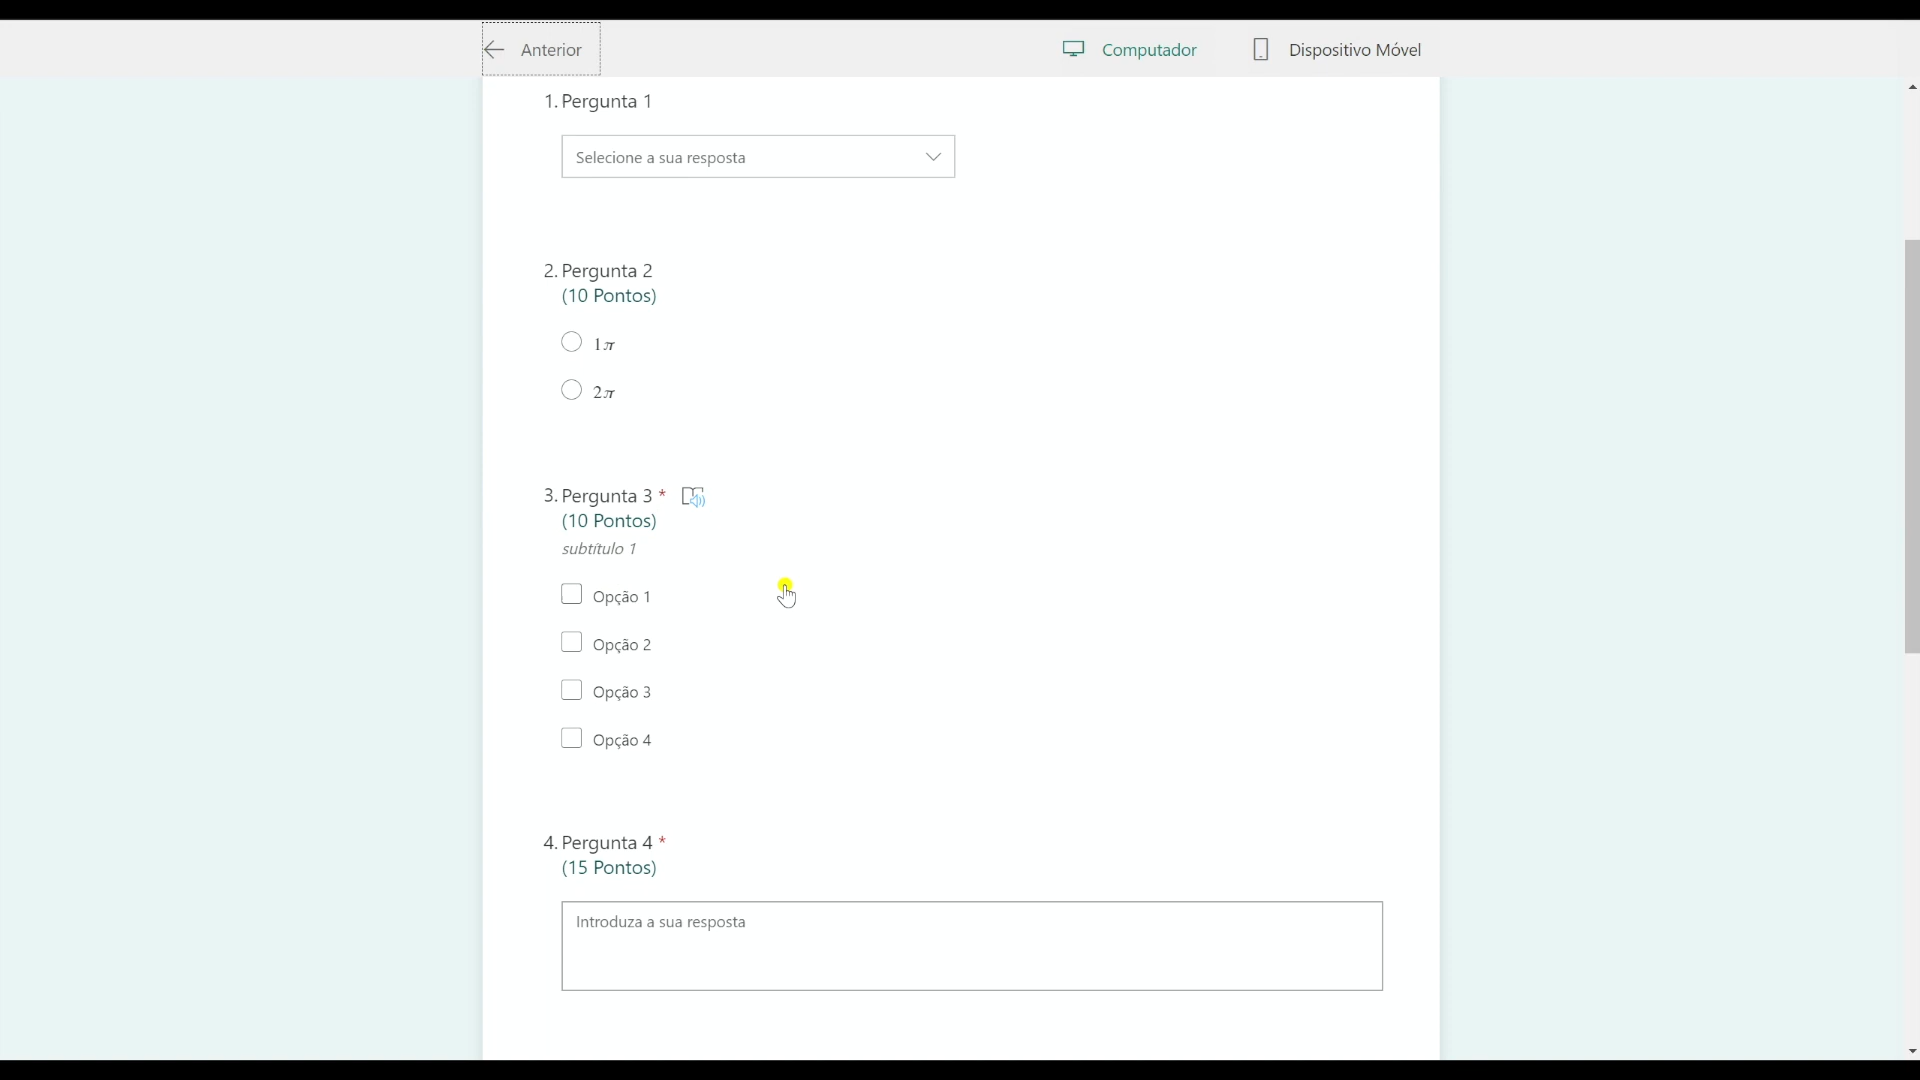 Anterior
Computador
Dispositivo Móvel
1. Pergunta 1
Selecione a sua resposta
2. Pergunta 2
(10 Pontos)
1π
2π
3. Pergunta 3 *
(10 Pontos)
subtítulo 1
Opção 1
Opção 2
Opção 3
Opção 4
4. Pergunta 4 *
(15 Pontos)
Introduza a sua resposta